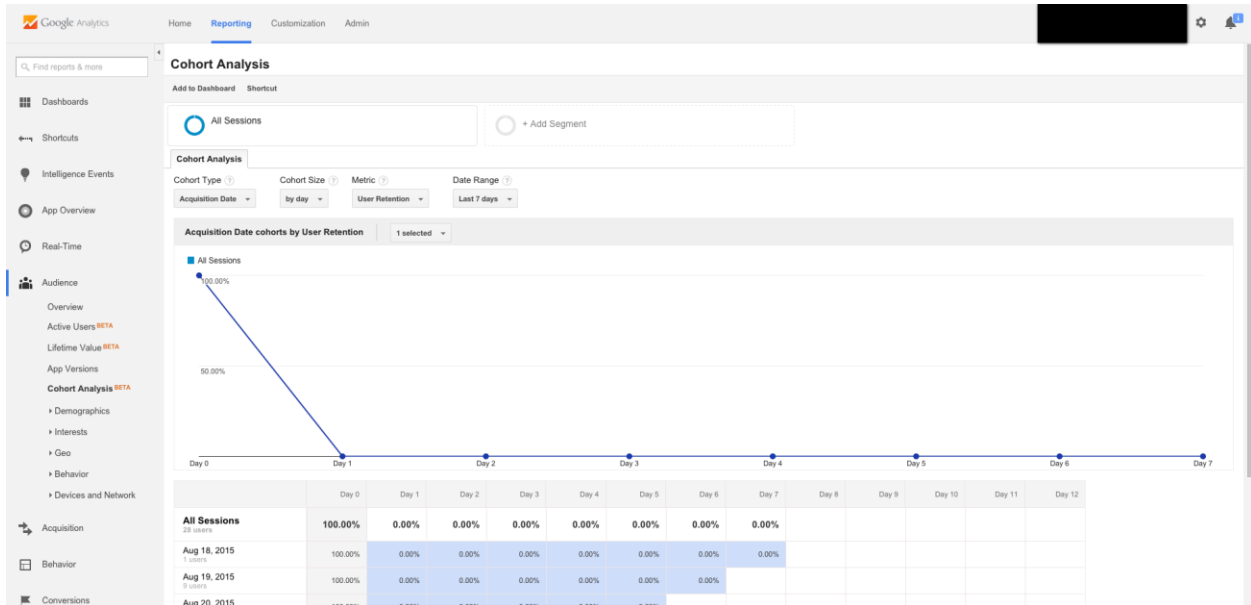 Google Analytics
Home Reporting Customization Admin
1
Find reports & more
Dashboards
Shortcuts
Intelligence Events
App Overview
Real-Time
Audience
Overview
Active Users BETA
Lifetime Value BETA
App Versions
Cohort Analysis BETA
Demographics
Interests
Geo
Behavior
Devices and Network
Acquisition
Behavior
Conversions
Cohort Analysis
Add to Dashboard Shortcut
All Sessions
+ Add Segment
Cohort Analysis
Cohort Type ? Cohort Size ? Metric ? Date Range ?
Acquisition Date by day User Retention Last 7 days
Acquisition Date cohorts by User Retention 1 selected
All Sessions
100.00%
50.00%
Day 0 Day 1 Day 2 Day 3 Day 4 Day 5 Day 6 Day 7
Day 0 Day 1 Day 2 Day 3 Day 4 Day 5 Day 6 Day 7 Day 8 Day 9 Day 10 Day 11 Day 12
All Sessions 100.00% 0.00% 0.00% 0.00% 0.00% 0.00% 0.00% 0.00%
28 users
Aug 18, 2015 100.00% 0.00% 0.00% 0.00% 0.00% 0.00% 0.00% 0.00%
1 users
Aug 19, 2015 100.00% 0.00% 0.00% 0.00% 0.00% 0.00% 0.00%
9 users
Aug 20, 2015